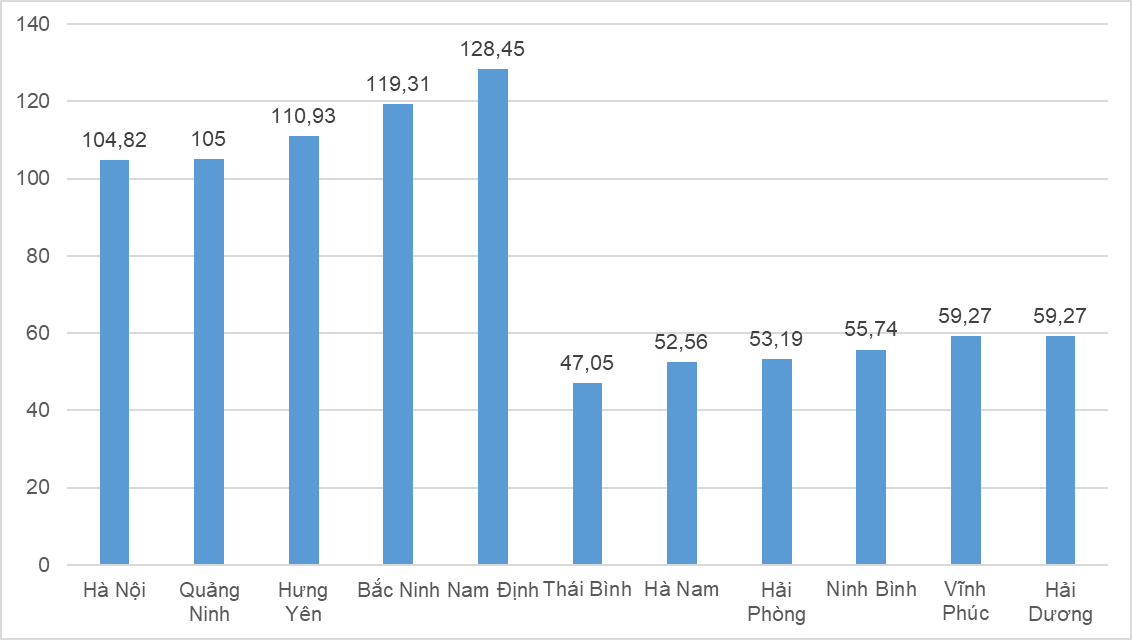 140
120
100
80
60
40
20
0
104,82
105
110,93
119,31
128,45
47,05
52,56
53,19
55,74
59,27
59,27
Hà Nội
Quảng
Ninh
Hưng
Yên
Bắc Ninh
Nam Định
Thái Bình
Hà Nam
Hải
Phòng
Ninh Bình
Vĩnh
Phúc
Hải
Dương